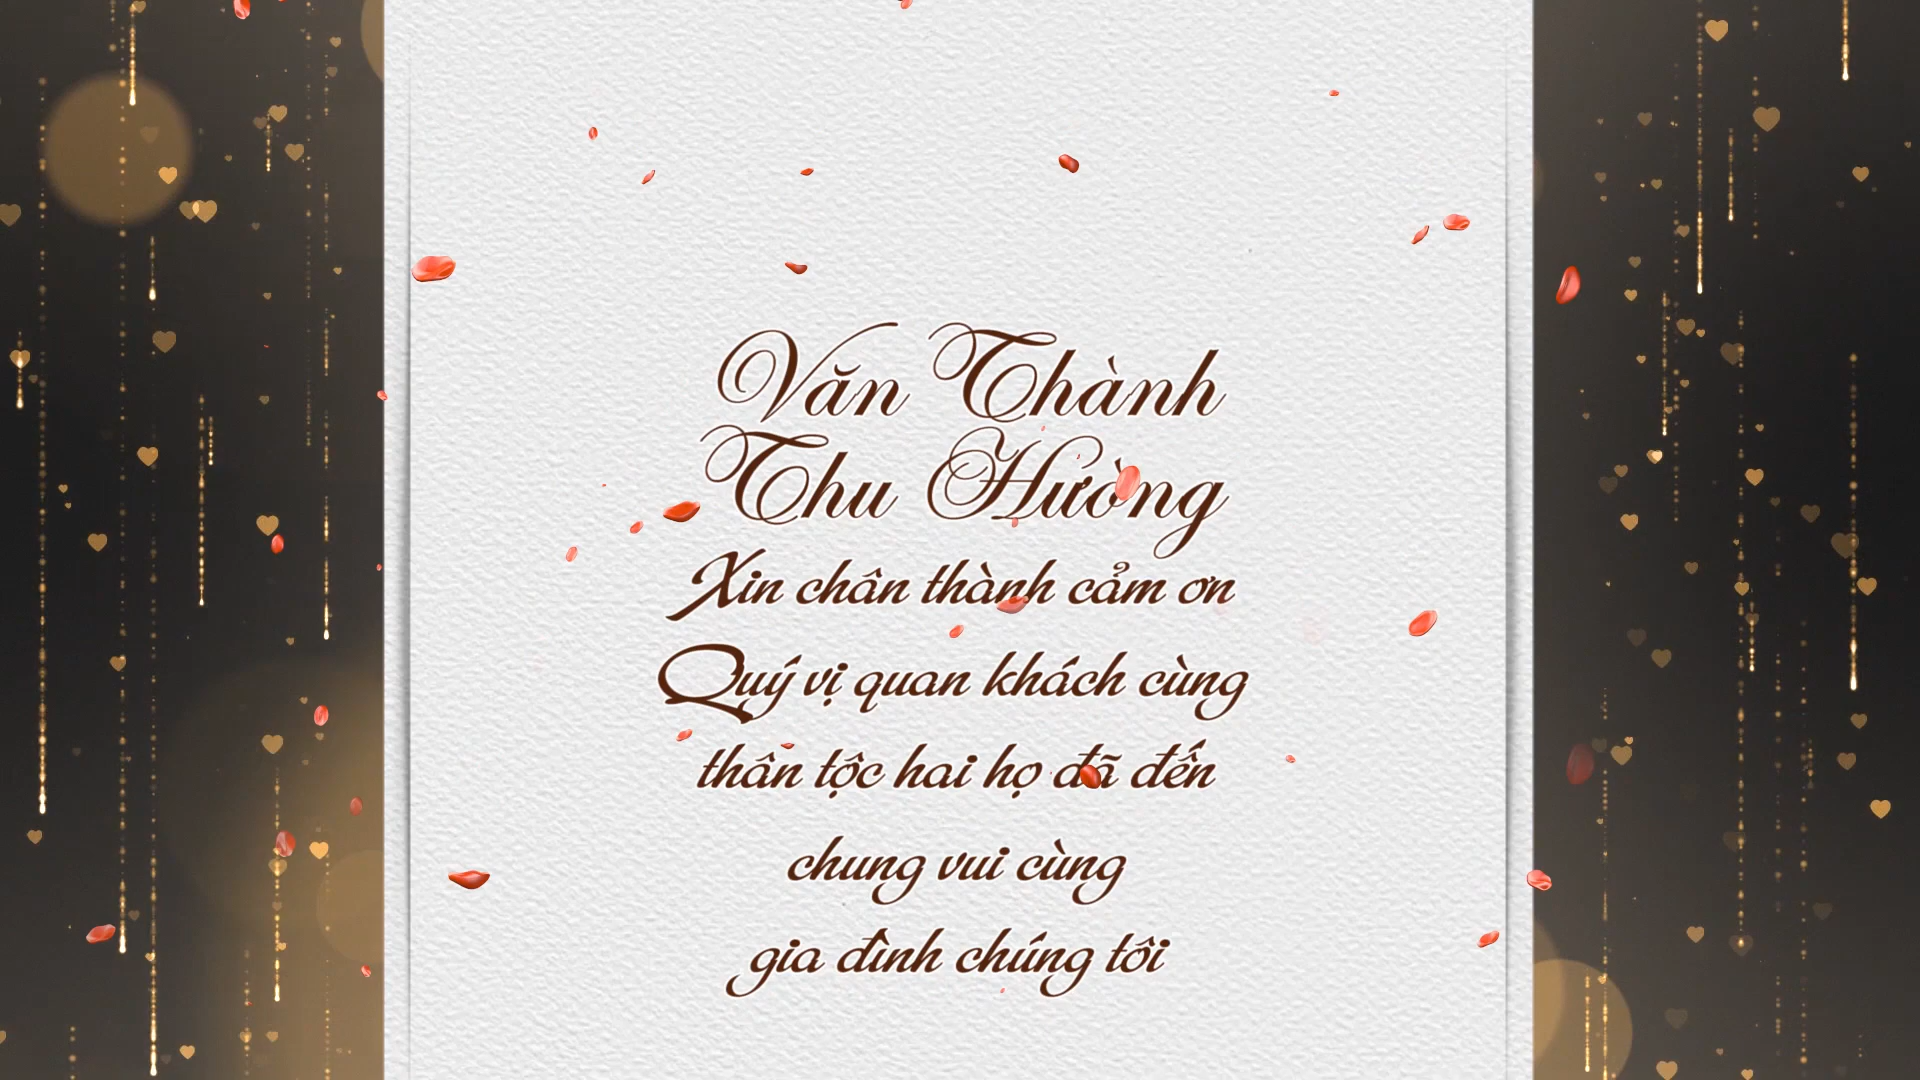 Văn Thành
Thu Hường
Xin chân thành cảm ơn
Quý vị quan khách cùng
thân tộc hai họ đã đến
chung vui cùng
gia đình chúng tôi